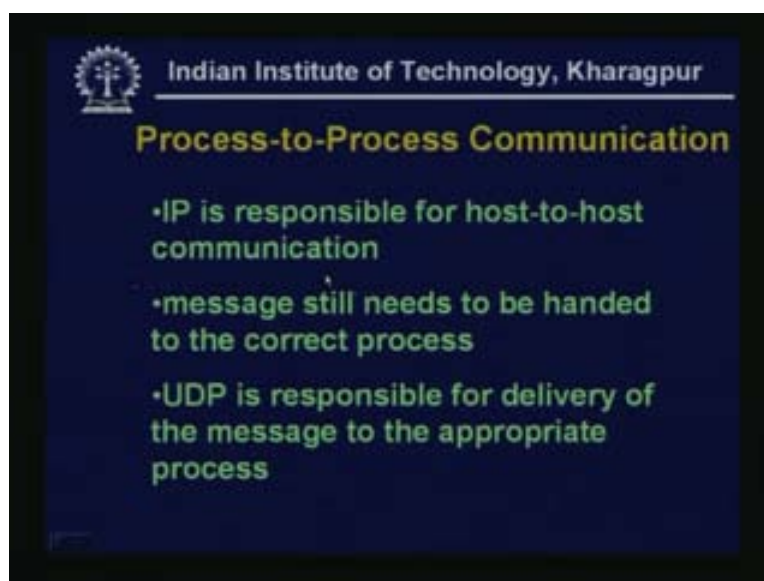 Indian Institute of Technology, Kharagpur
Process-to-Process Communication
•IP is responsible for host-to-host
communication
•message still needs to be handed
to the correct process
•UDP is responsible for delivery of
the message to the appropriate
process